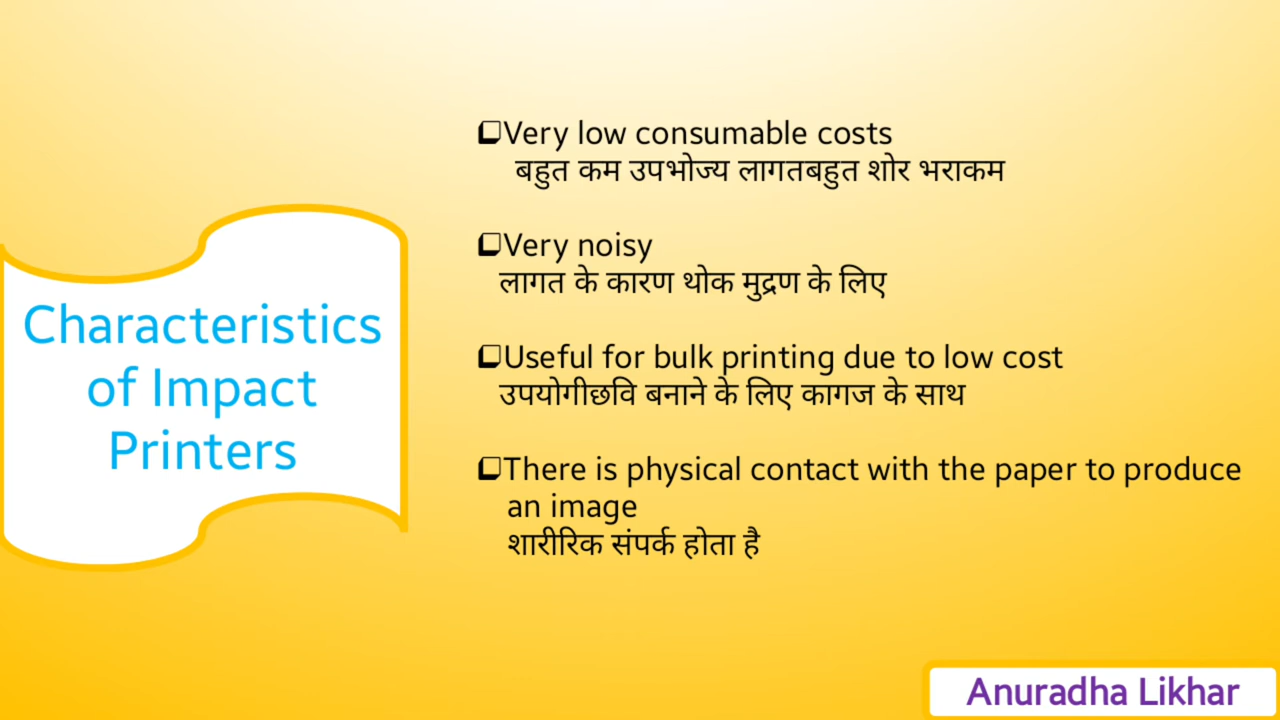 Characteristics
of Impact
Printers
❑Very low consumable costs
बहुत कम उपभोज्य लागतबहुत शोर भराकम
❑Very noisy
लागत के कारण थोक मुद्रण के लिए
❑Useful for bulk printing due to low cost
उपयोगीछवि बनाने के लिए कागज के साथ
❑There is physical contact with the paper to produce
an image
शारीरिक संपर्क होता है
Anuradha Likhar